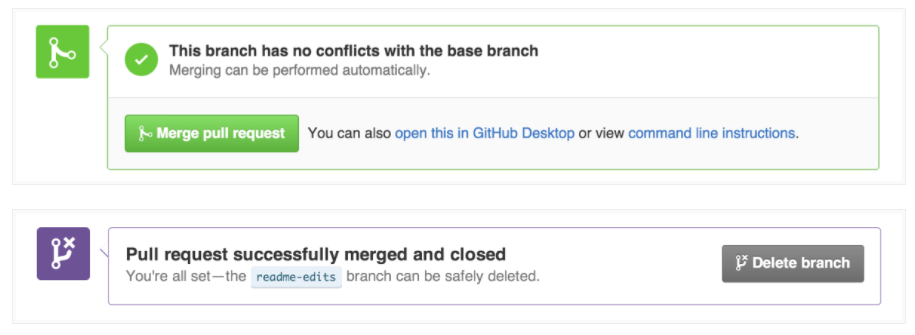 This branch has no conflicts with the base branch
Merging can be performed automatically.
Merge pull request You can also open this in GitHub Desktop or view command line instructions.
Pull request successfully merged and closed
You're all set—the readme-edits branch can be safely deleted.
Delete branch